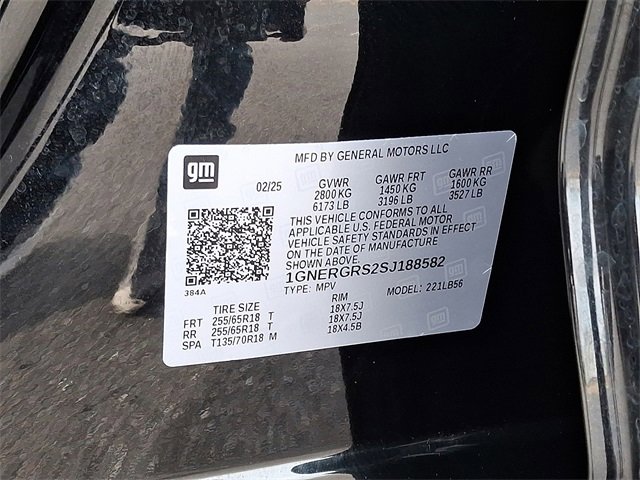 gm
MFD BY GENERAL MOTORS LLC
02/25
GVWR GAWR FRT GAWR RR
2800 KG 1450 KG 1600 KG
6173 LB 3196 LB 3527 LB
THIS VEHICLE CONFORMS TO ALL
APPLICABLE U.S. FEDERAL MOTOR
VEHICLE SAFETY STANDARDS IN EFFECT
ON THE DATE OF MANUFACTURE
SHOWN ABOVE.
1GNERGRS2SJ188582
384A
TYPE: MPV MODEL: 221LB56
TIRE SIZE RIM
FRT 255/65R18 T 18X7.5J
RR 255/65R18 T 18X7.5J
SPA T135/70R18 M 18X4.5B